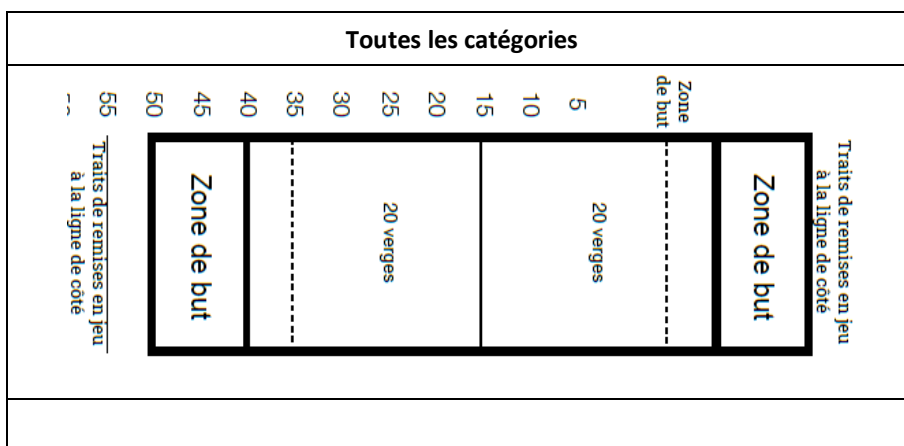 Toutes les catégories
55
50
45
40
35
30
25
20
15
10
5
Zone
de but
Traits de remises en jeu
à la ligne de côté
Zone de but
20 verges
20 verges
Zone de but
Traits de remises en jeu
à la ligne de côté